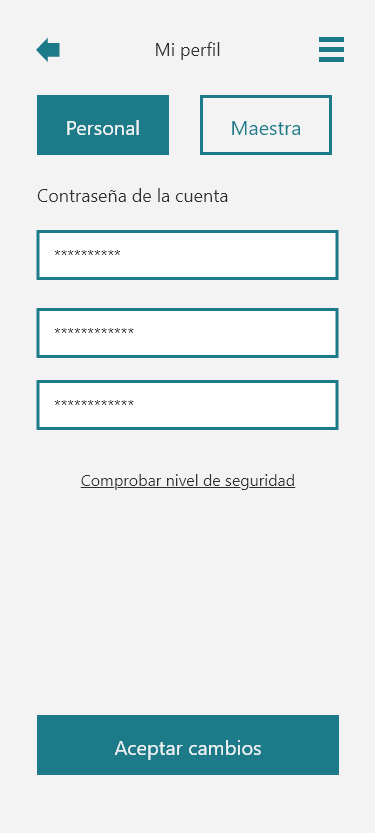 Mi perfil
Personal
Maestra
Contraseña de la cuenta
**********
************
************
Comprobar nivel de seguridad
Aceptar cambios